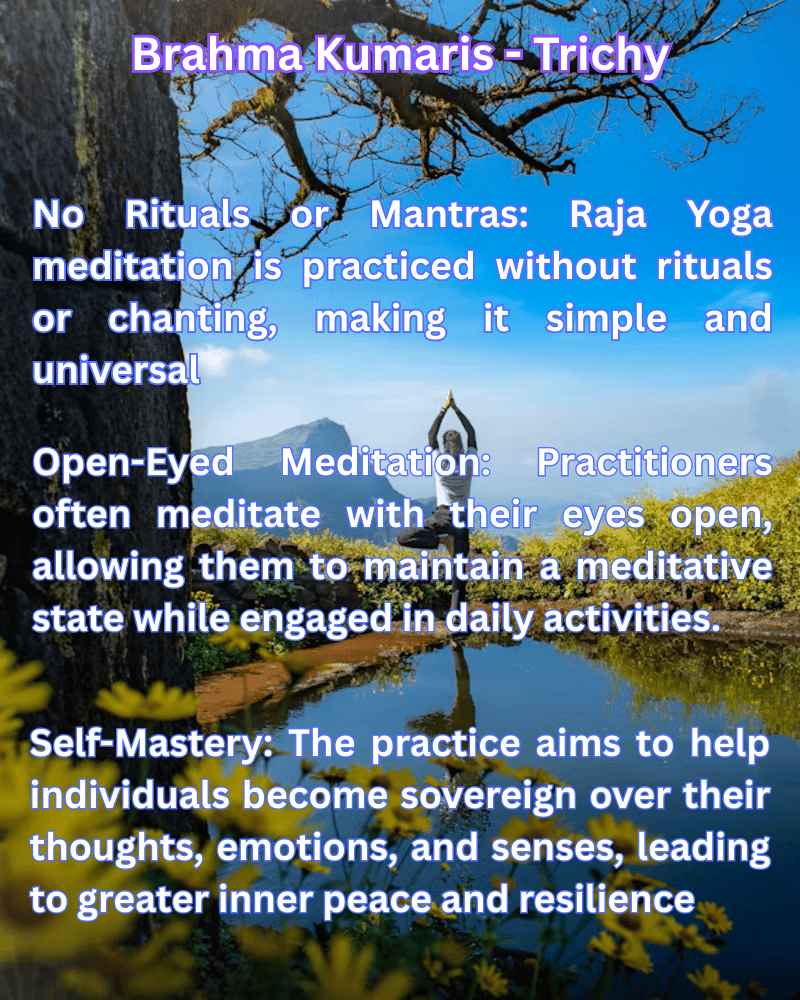 Brahma Kumaris - Trichy
No Rituals or Mantras: Raja Yoga
meditation is practiced without rituals
or chanting, making it simple and
universal
Open-Eyed Meditation: Practitioners
often meditate with their eyes open,
allowing them to maintain a meditative
state while engaged in daily activities.
Self-Mastery: The practice aims to help
individuals become sovereign over their
thoughts, emotions, and senses, leading
to greater inner peace and resilience